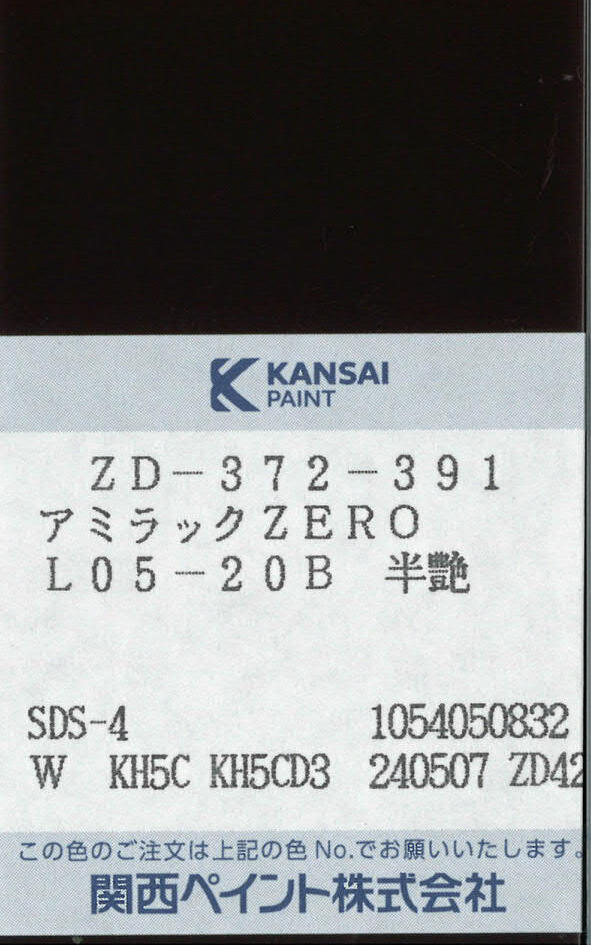 KANSAI
PAINT
ZD-372-391
アミラックZERO
L05-20B 半艶
SDS-4 1054050832
W KH5C KH5CD3 240507 ZD42
この色のご注文は上記の色No.でお願いいたします。
関西ペイント株式会社